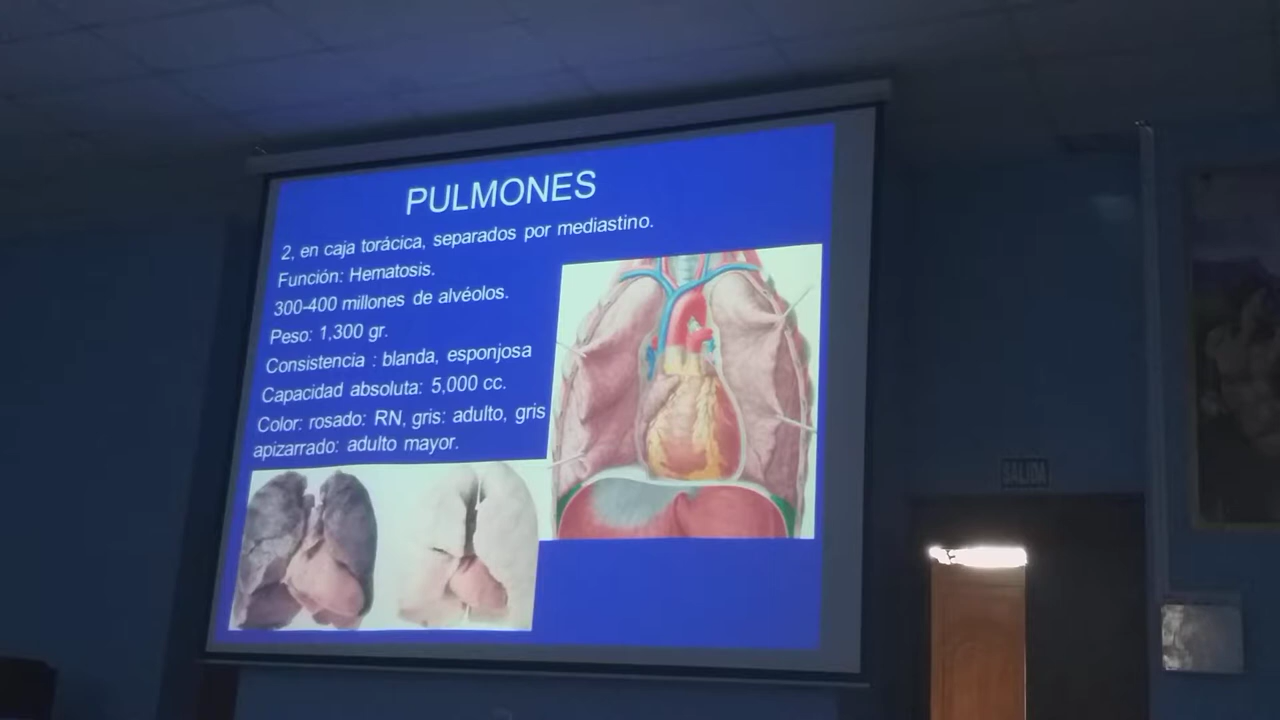 PULMONES
2, en caja torácica, separados por mediastino.
Función: Hematosis.
300-400 millones de alvéolos.
Peso: 1,300 gr.
Consistencia : blanda, esponjosa
Capacidad absoluta: 5,000 cc.
Color: rosado: RN, gris: adulto, gris
apizarrado: adulto mayor.
SALIDA